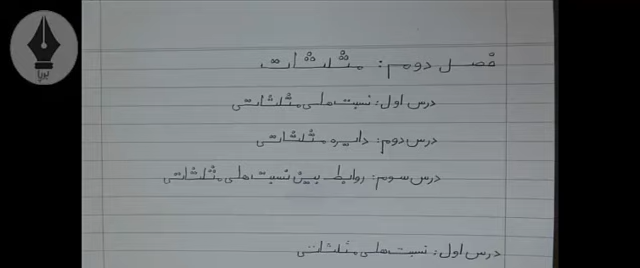 پویا
فصل دوم: مثلثات
درس اول: نسبت های مثلثاتی
درس دوم: دایره مثلثاتی
درس سوم: روابط بین نسبت های مثلثاتی
درس اول: نسبت های مثلثاتی